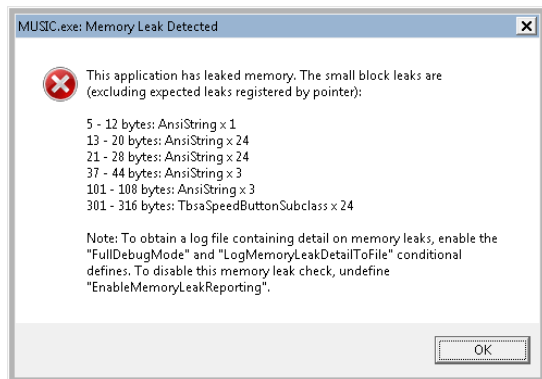 MUSIC.exe: Memory Leak Detected
This application has leaked memory. The small block leaks are
(excluding expected leaks registered by pointer):
5 - 12 bytes: AnsiString x 1
13 - 20 bytes: AnsiString x 24
21 - 28 bytes: AnsiString x 24
37 - 44 bytes: AnsiString x 3
101 - 108 bytes: AnsiString x 3
301 - 316 bytes: TbsaSpeedButtonSubclass x 24
Note: To obtain a log file containing detail on memory leaks, enable the
"FullDebugMode" and "LogMemoryLeakDetailToFile" conditional
defines. To disable this memory leak check, undefine
"EnableMemoryLeakReporting".
OK